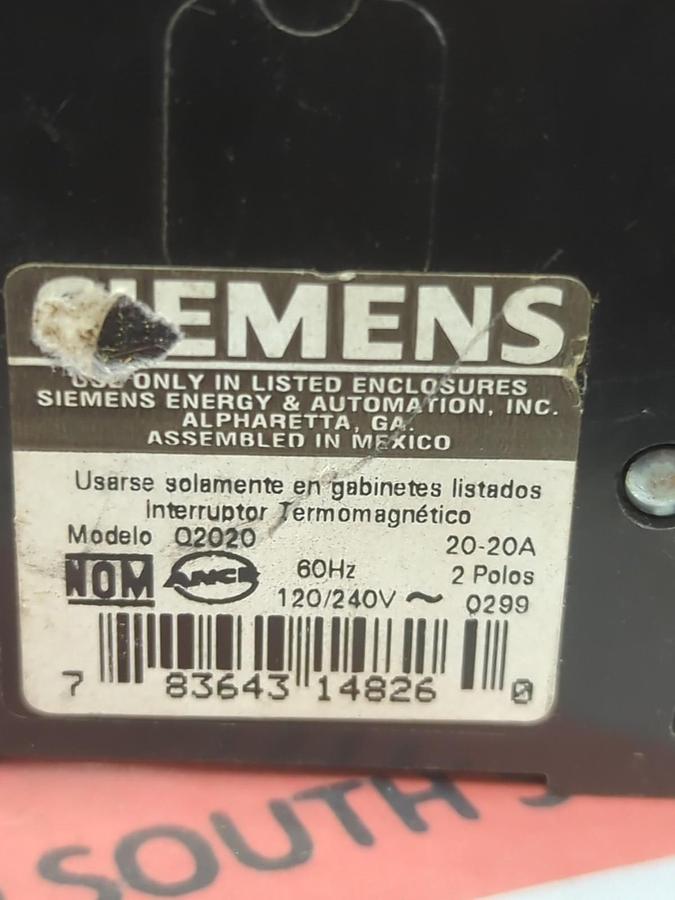 SIEMENS
USE ONLY IN LISTED ENCLOSURES
SIEMENS ENERGY & AUTOMATION, INC.
ALPHARETTA, GA.
ASSEMBLED IN MEXICO
Usarse solamente en gabinetes listados
Interruptor Termomagnético
Modelo Q2020 20-20A
NOM ANCE 60Hz 2 Polos
120/240V ~ 0299
7 83643 14826 0
SOUTH